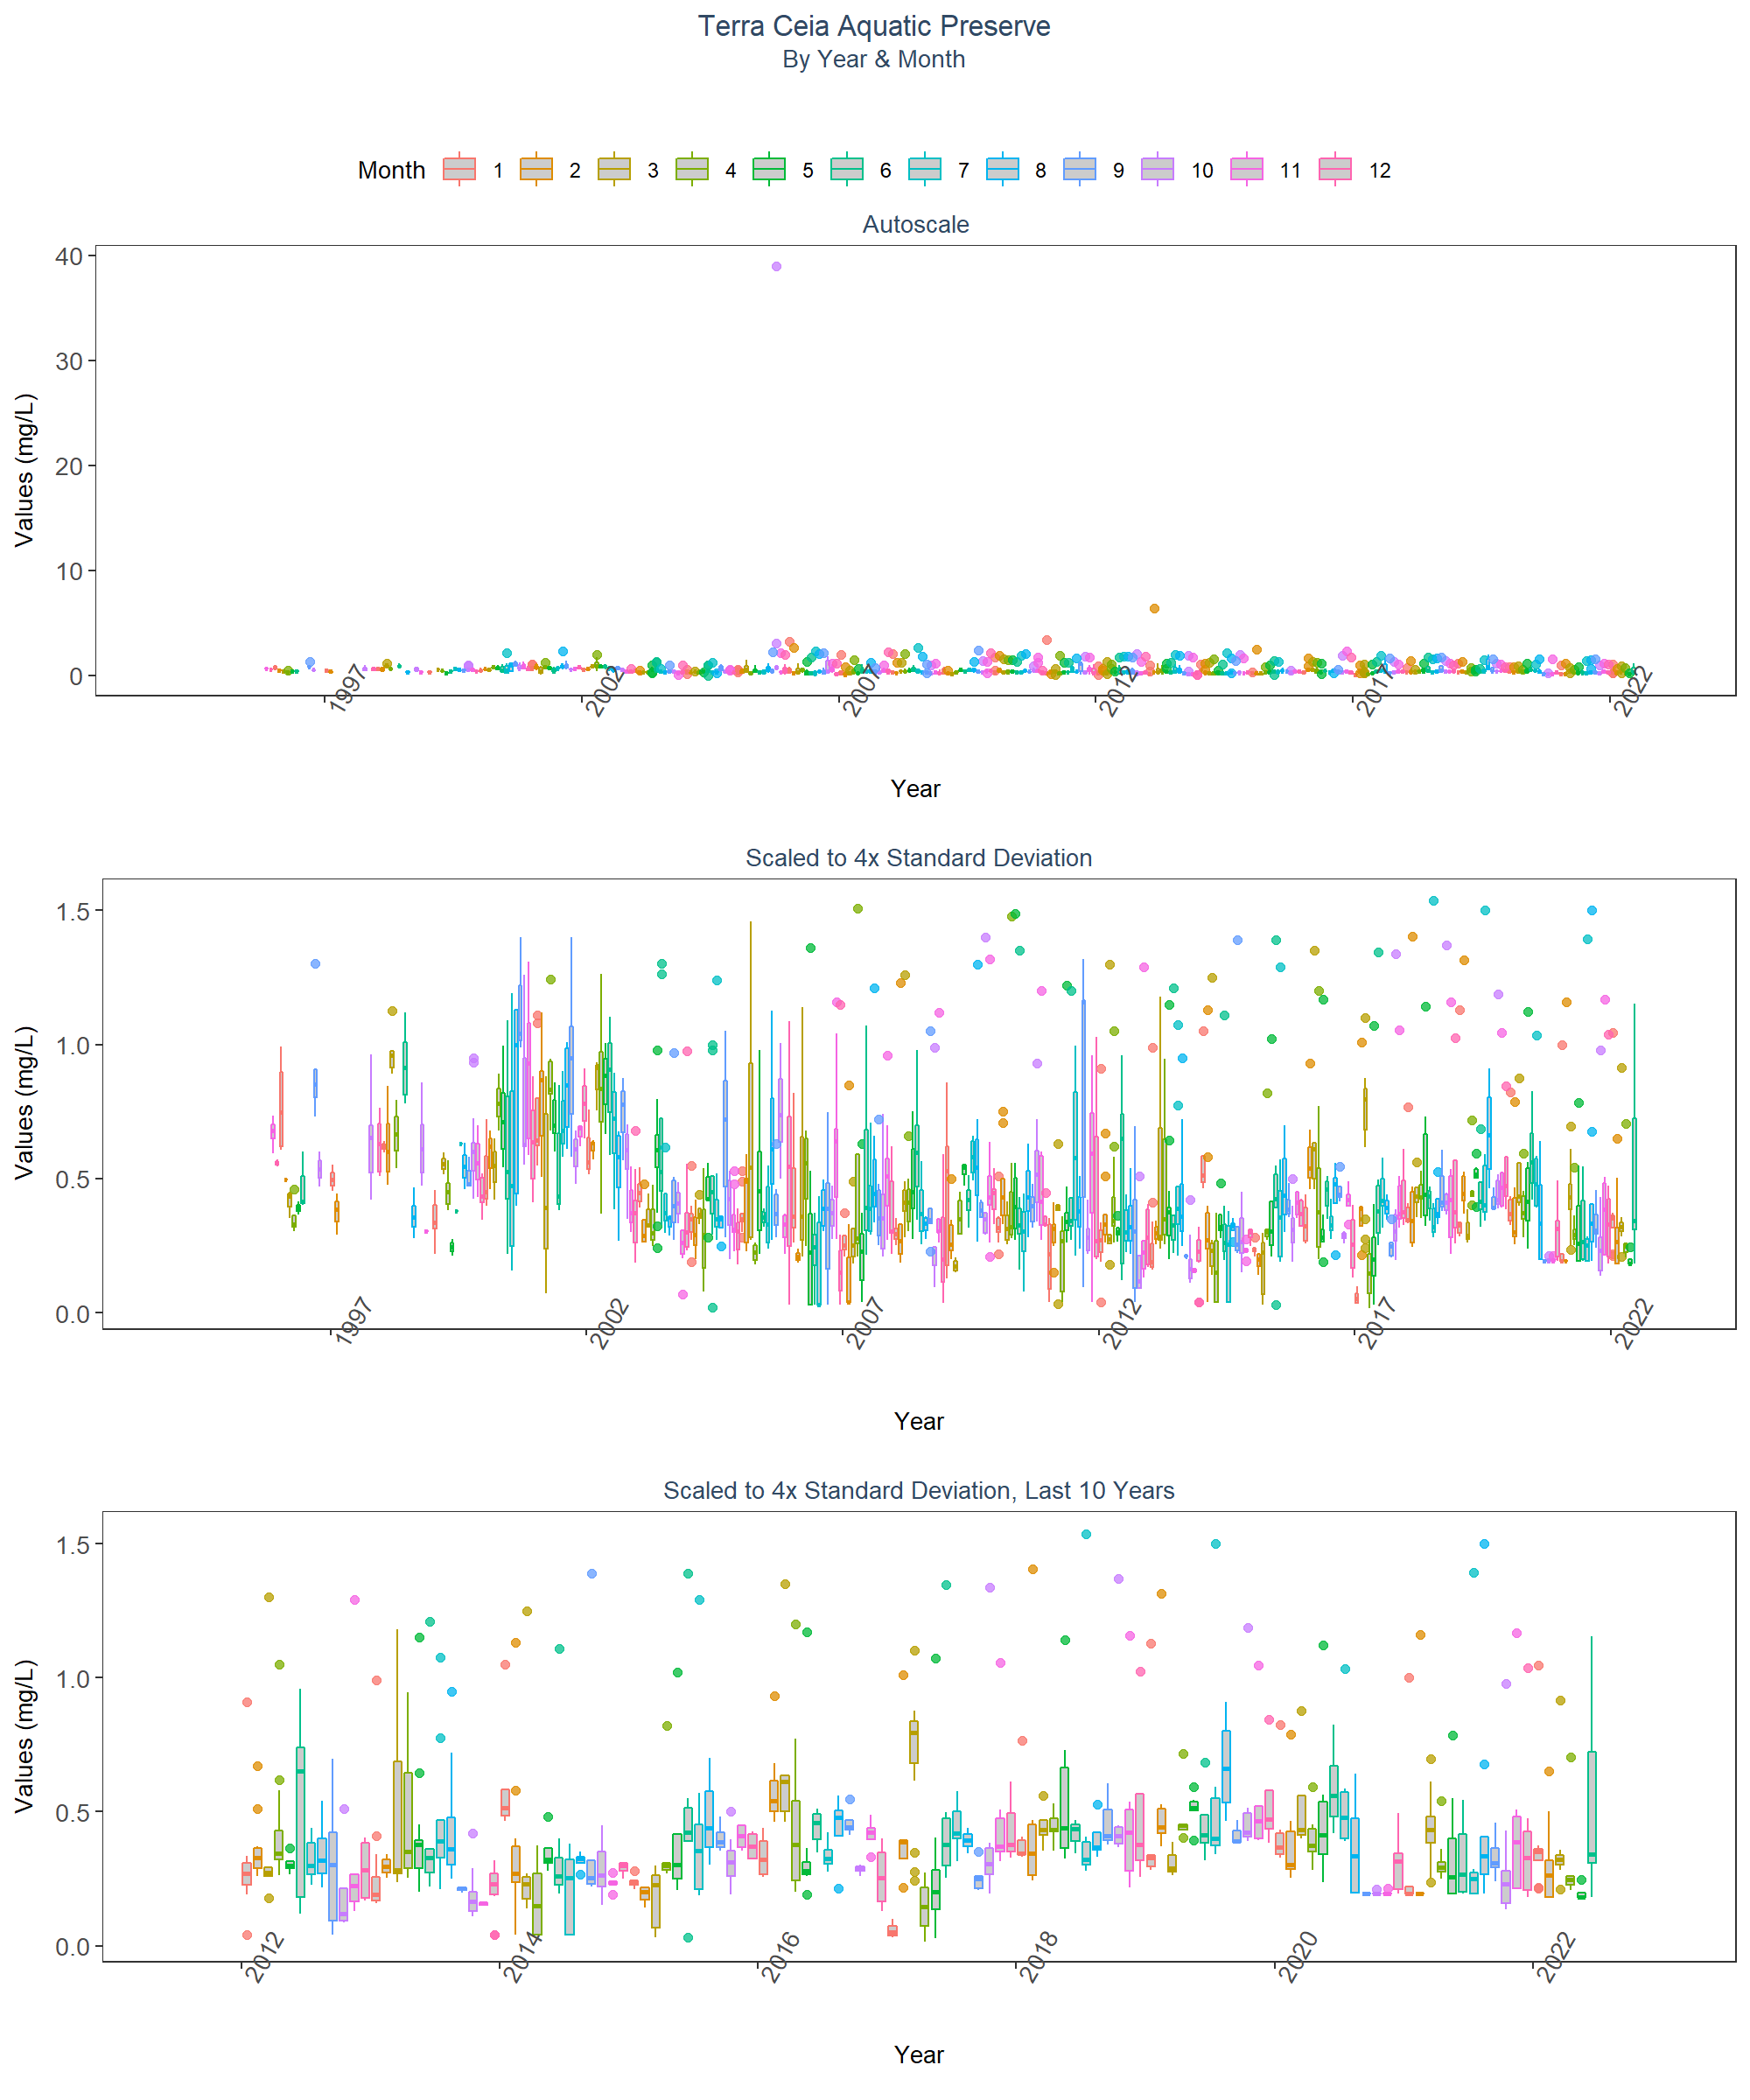 Terra Ceia Aquatic Preserve
By Year & Month
Month 1 2 3 4 5 6 7 8 9 10 11 12
Autoscale
40
30
20
10
0
Values (mg/L)
1997 2002 2007 2012 2017 2022
Year
Scaled to 4x Standard Deviation
1.5
1.0
0.5
0.0
Values (mg/L)
1997 2002 2007 2012 2017 2022
Year
Scaled to 4x Standard Deviation, Last 10 Years
1.5
1.0
0.5
0.0
Values (mg/L)
2012 2014 2016 2018 2020 2022
Year